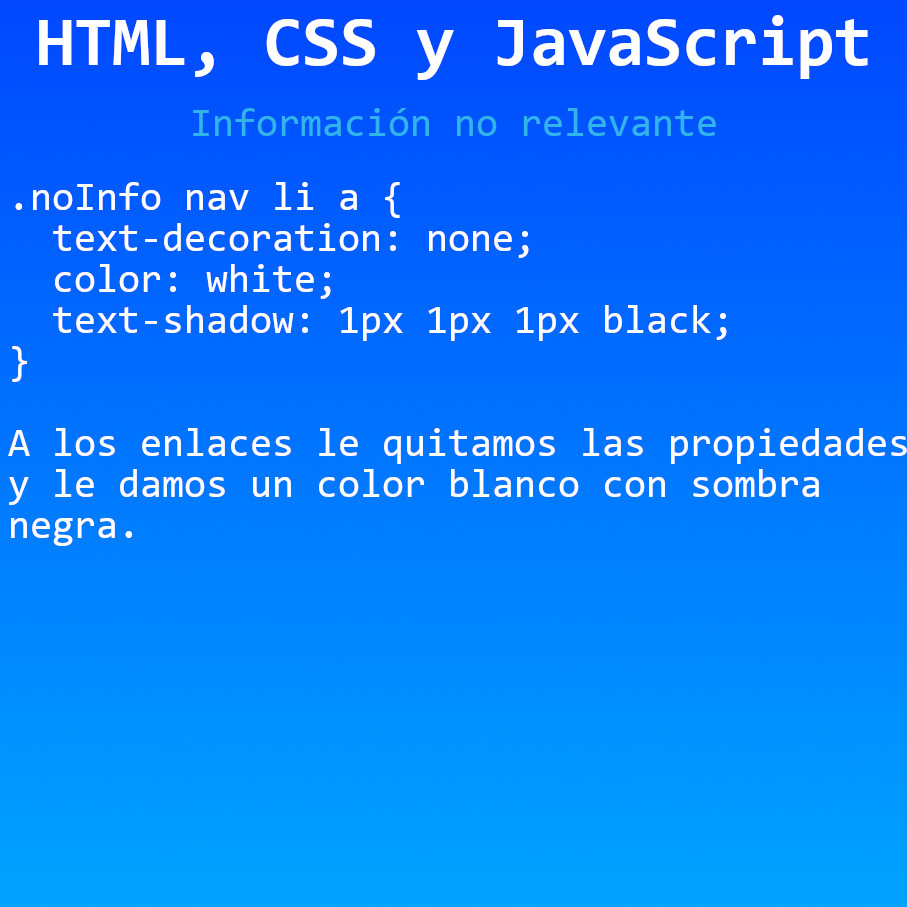 HTML, CSS y JavaScript
Información no relevante
.noInfo nav li a {
  text-decoration: none;
  color: white;
  text-shadow: 1px 1px 1px black;
}
A los enlaces le quitamos las propiedades
y le damos un color blanco con sombra
negra.